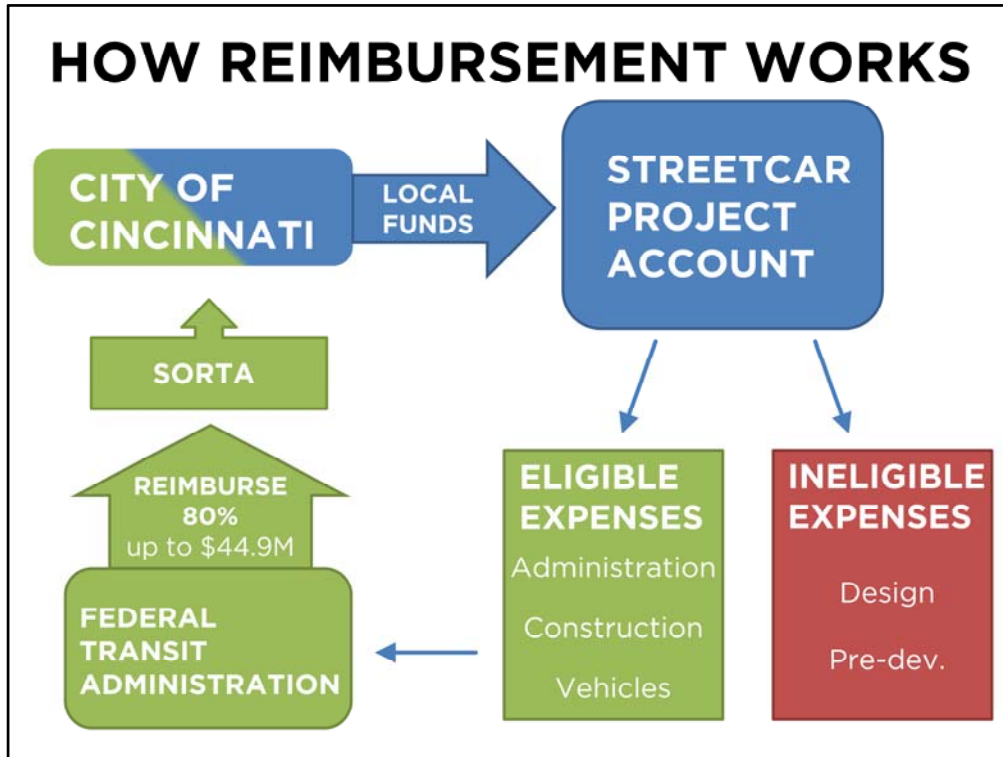 HOW REIMBURSEMENT WORKS
CITY OF
CINCINNATI
LOCAL
FUNDS
STREETCAR
PROJECT
ACCOUNT
SORTA
REIMBURSE
80%
up to $44.9M
FEDERAL
TRANSIT
ADMINISTRATION
ELIGIBLE
EXPENSES
Administration
Construction
Vehicles
INELIGIBLE
EXPENSES
Design
Pre-dev.